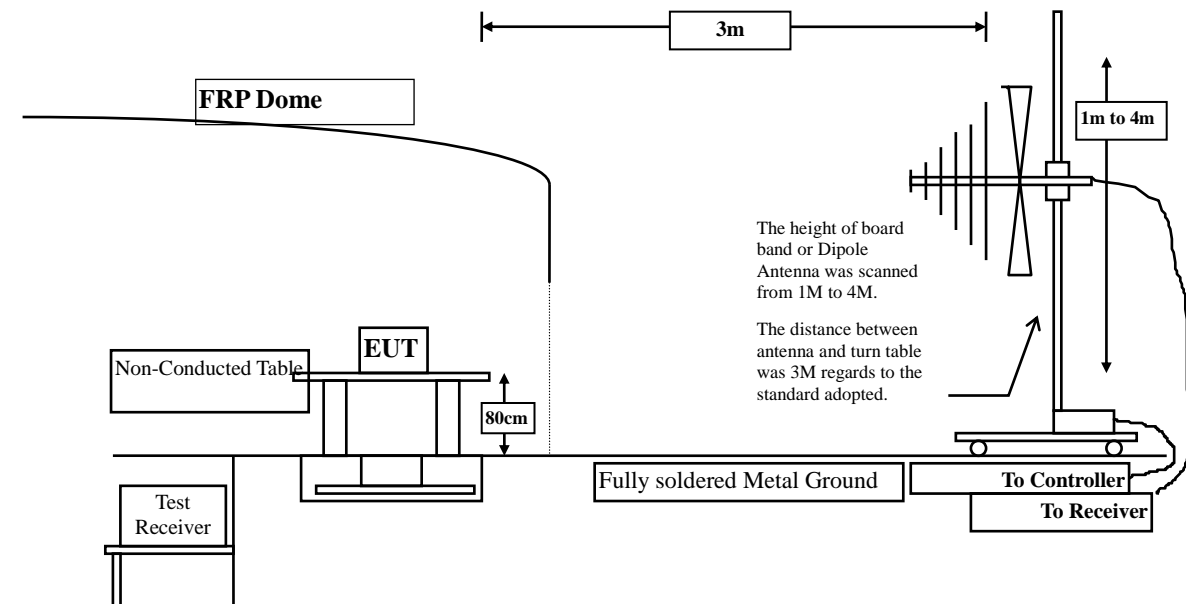 3m
FRP Dome
1m to 4m
The height of board
band or Dipole
Antenna was scanned
from 1M to 4M.
The distance between
antenna and turn table
was 3M regards to the
standard adopted.
EUT
Non-Conducted Table
80cm
Fully soldered Metal Ground
To Controller
To Receiver
Test
Receiver